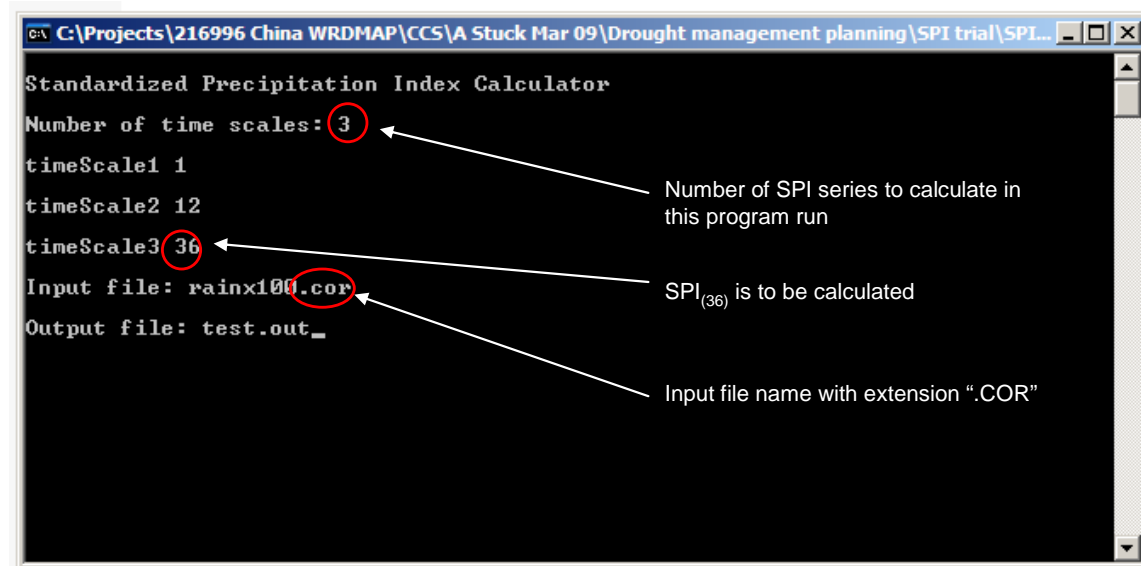 C:\Projects\216996 China WRDMAP\CCS\A Stuck Mar 09\Drought management planning\SPI trial\SPI...
Standardized Precipitation Index Calculator
Number of time scales: 3
timeScale1 1
timeScale2 12
timeScale3 36
Input file: rainx100.cor
Output file: test.out_
Number of SPI series to calculate in
this program run
SPI(36) is to be calculated
Input file name with extension “.COR”